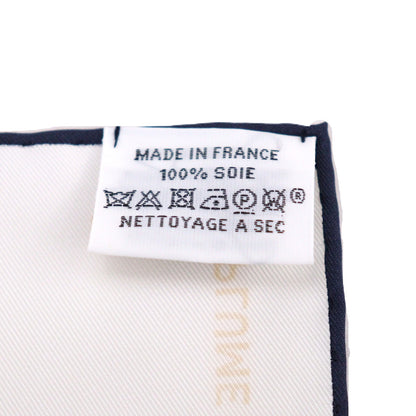 MADE IN FRANCE
100% SOIE
®
NETTOYAGE A SEC